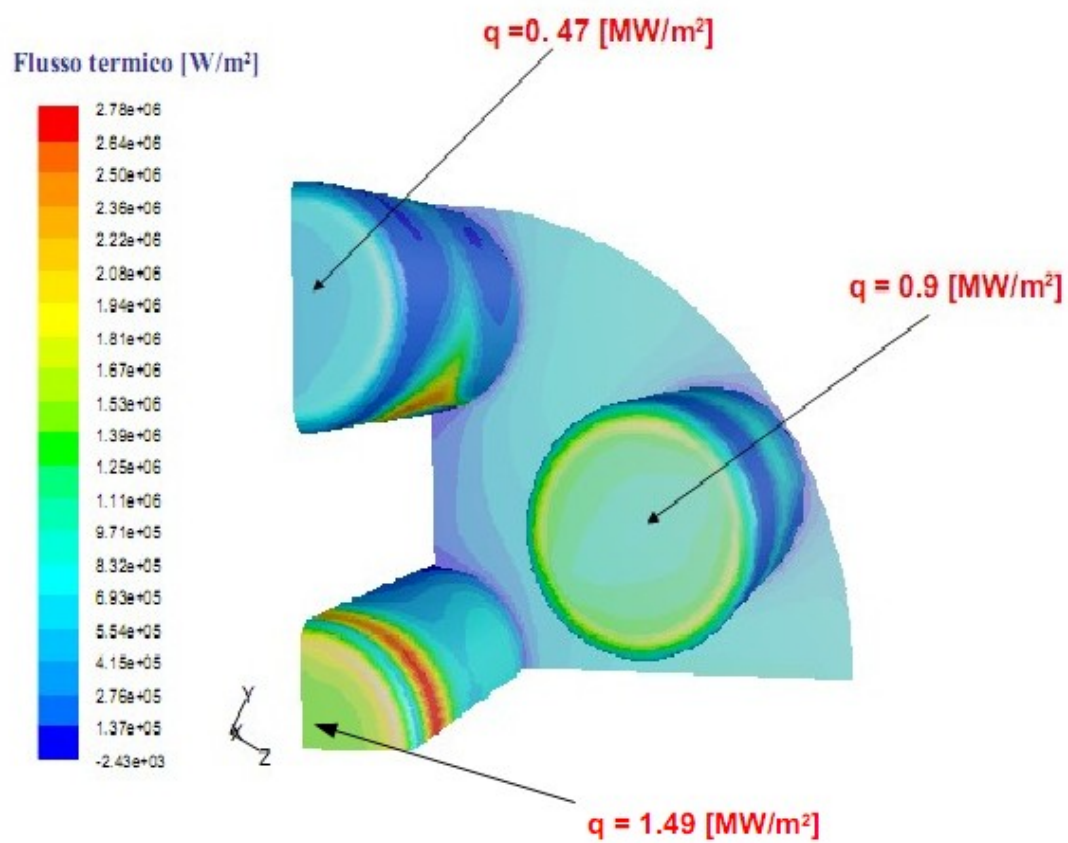 q =0. 47 [MW/m²]
Flusso termico [W/m²]
2.78e+06
2.64e+06
2.50e+06
2.36e+06
2.22e+06
2.08e+06
1.94e+06
1.81e+06
1.67e+06
1.53e+06
1.39e+06
1.25e+06
1.11e+06
9.71e+05
8.32e+05
6.93e+05
5.54e+05
4.15e+05
2.76e+05
1.37e+05
-2.43e+03
q = 0.9 [MW/m²]
Y
X
Z
q = 1.49 [MW/m²]